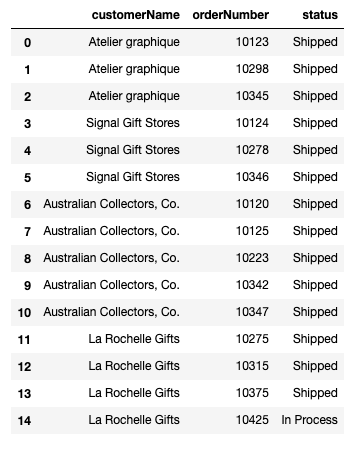 customerName orderNumber status
0 Atelier graphique 10123 Shipped
1 Atelier graphique 10298 Shipped
2 Atelier graphique 10345 Shipped
3 Signal Gift Stores 10124 Shipped
4 Signal Gift Stores 10278 Shipped
5 Signal Gift Stores 10346 Shipped
6 Australian Collectors, Co. 10120 Shipped
7 Australian Collectors, Co. 10125 Shipped
8 Australian Collectors, Co. 10223 Shipped
9 Australian Collectors, Co. 10342 Shipped
10 Australian Collectors, Co. 10347 Shipped
11 La Rochelle Gifts 10275 Shipped
12 La Rochelle Gifts 10315 Shipped
13 La Rochelle Gifts 10375 Shipped
14 La Rochelle Gifts 10425 In Process